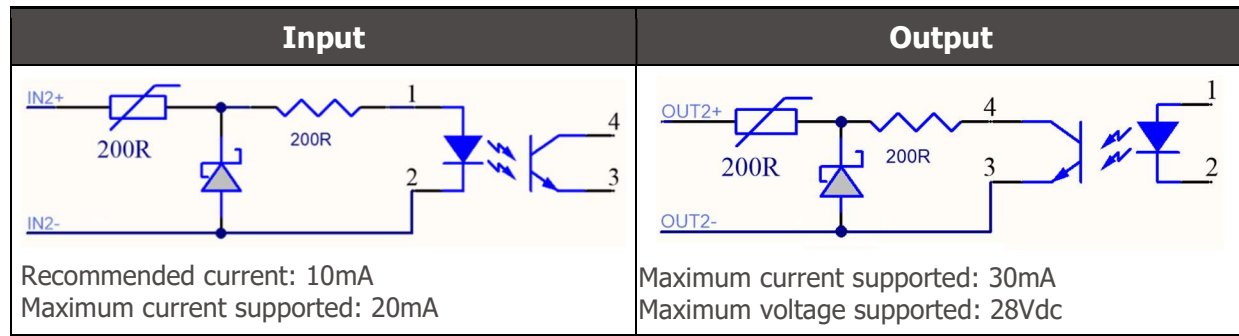 Input
Output
IN2+
200R
200R
1
2
4
3
IN2-
Recommended current: 10mA
Maximum current supported: 20mA
OUT2+
200R
200R
4
3
1
2
OUT2-
Maximum current supported: 30mA
Maximum voltage supported: 28Vdc